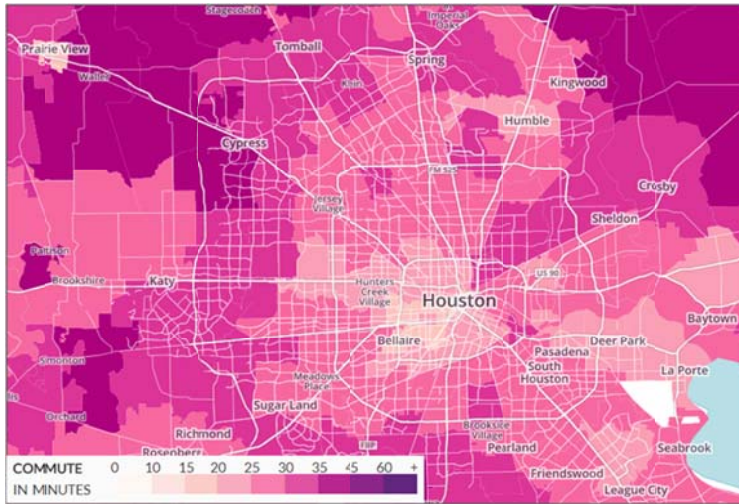 Stagecoach
Imperial
Oaks
Tomball
Prairie View
Spring
Waller
Klein
Kingwood
Humble
Cypress
FM 525
Crosby
Jersey
Village
Sheldon
Pattison
Brookshire
Katy
Hunters
Creek
Village
US 90
Houston
Baytown
Bellaire
Deer Park
Pasadena
Simonton
South
Houston
La Porte
Meadows
Place
Sugar Land
Orchard
Richmond
Brookside
Village
Rosenberg
FBP
Pearland
Seabrook
Friendswood
League City
COMMUTE 0 10 15 20 25 30 35 45 60 +
IN MINUTES